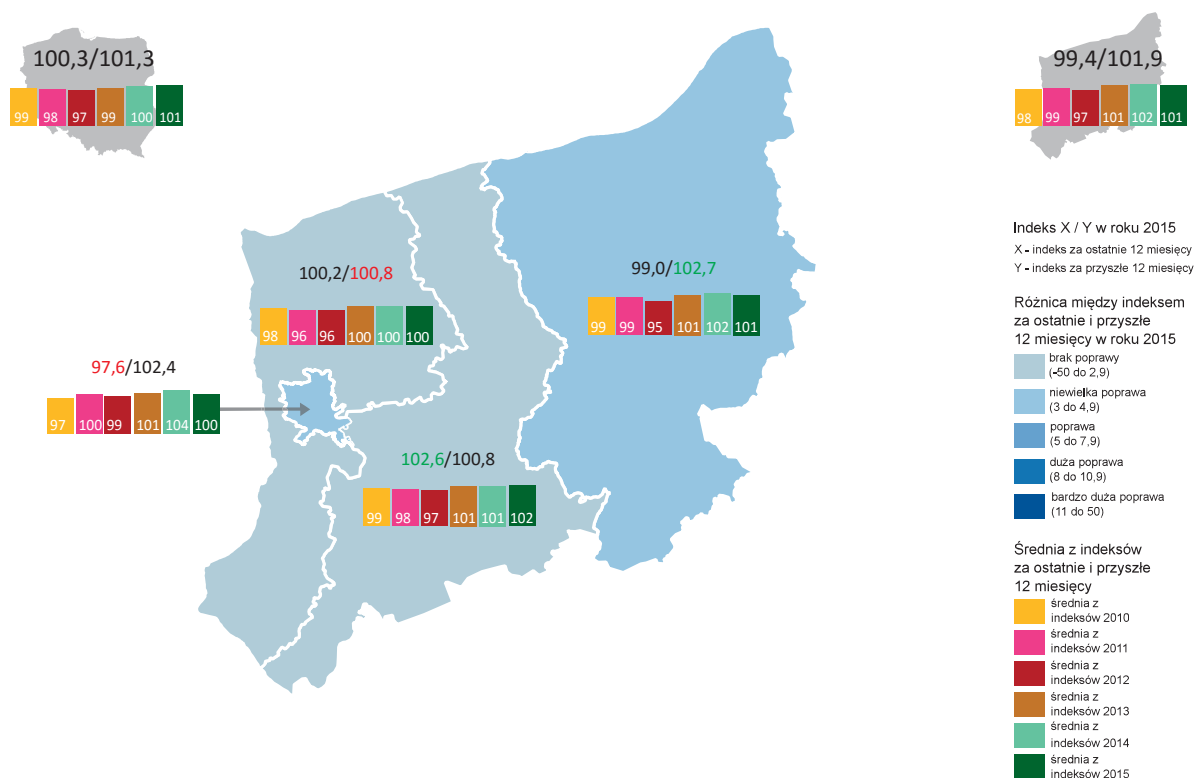 100,3/101,3
99 98 97 99 100 101
99,4/101,9
98 99 97 101 102 101
100,2/100,8
98 96 96 100 100 100
99,0/102,7
99 99 95 101 102 101
97,6/102,4
97 100 99 101 104 100
102,6/100,8
99 98 97 101 101 102
Indeks X / Y w roku 2015
X - indeks za ostatnie 12 miesięcy
Y - indeks za przyszłe 12 miesięcy
Różnica między indeksem
za ostatnie i przyszłe
12 miesięcy w roku 2015
brak poprawy
(-50 do 2,9)
niewielka poprawa
(3 do 4,9)
poprawa
(5 do 7,9)
duża poprawa
(8 do 10,9)
bardzo duża poprawa
(11 do 50)
Średnia z indeksów
za ostatnie i przyszłe
12 miesięcy
średnia z
indeksów 2010
średnia z
indeksów 2011
średnia z
indeksów 2012
średnia z
indeksów 2013
średnia z
indeksów 2014
średnia z
indeksów 2015